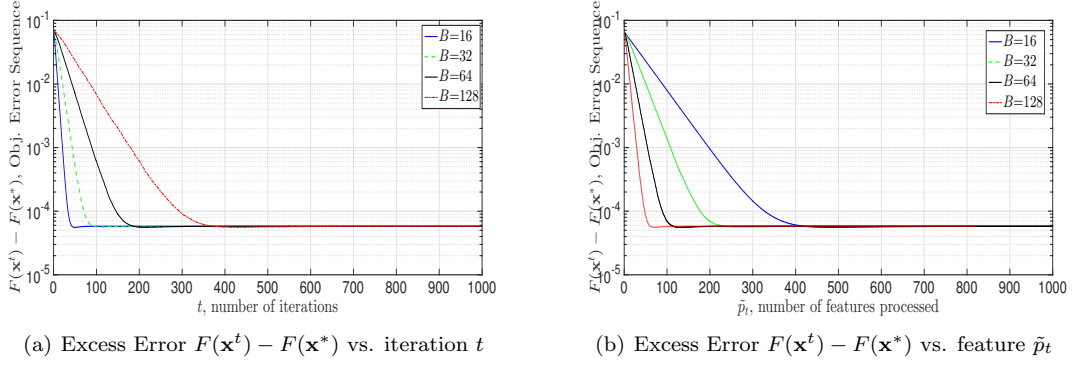 F(x^t) − F(x*), Obj. Error Sequence
10^-1
10^-2
10^-3
10^-4
10^-5
0 100 200 300 400 500 600 700 800 900 1000
t, number of iterations
B=16
B=32
B=64
B=128
(a) Excess Error F(x^t) − F(x*) vs. iteration t
F(x^t) − F(x*), Obj. Error Sequence
10^-1
10^-2
10^-3
10^-4
10^-5
0 100 200 300 400 500 600 700 800 900 1000
p̃_t, number of features processed
B=16
B=32
B=64
B=128
(b) Excess Error F(x^t) − F(x*) vs. feature p̃_t